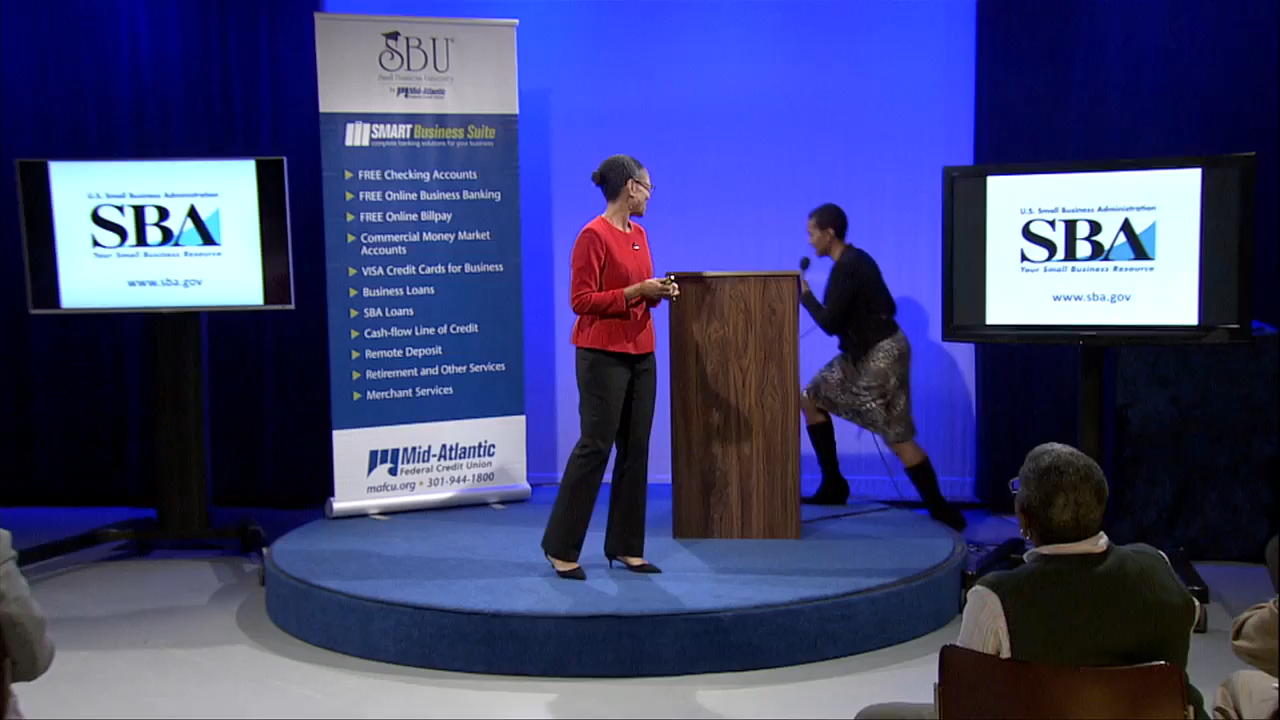 SBU
Small Business University
by Mid-Atlantic
Federal Credit Union
SMART Business Suite
complete banking solutions for your business
FREE Checking Accounts
FREE Online Business Banking
FREE Online Billpay
Commercial Money Market
Accounts
VISA Credit Cards for Business
Business Loans
SBA Loans
Cash-flow Line of Credit
Remote Deposit
Retirement and Other Services
Merchant Services
Mid-Atlantic
Federal Credit Union
mafcu.org • 301-944-1800
U.S. Small Business Administration
SBA
Your Small Business Resource
www.sba.gov
U.S. Small Business Administration
SBA
Your Small Business Resource
www.sba.gov